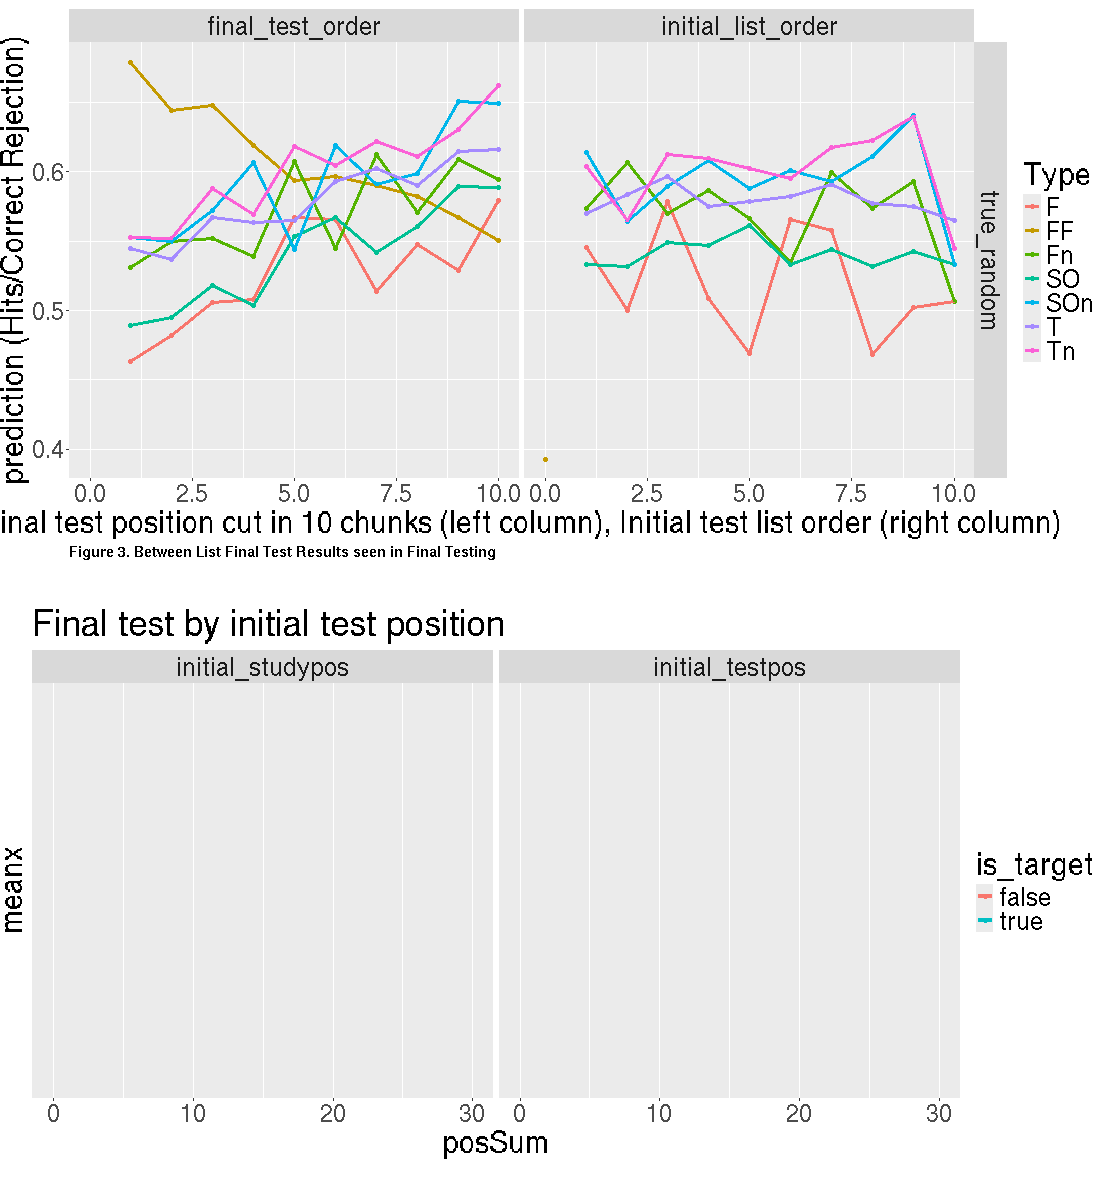 final_test_order initial_list_order
prediction (Hits/Correct Rejection)
0.6
0.5
0.4
true_random
Type
F
FF
Fn
SO
SOn
T
Tn
0.0 2.5 5.0 7.5 10.0 0.0 2.5 5.0 7.5 10.0
inal test position cut in 10 chunks (left column), Initial test list order (right column)
Figure 3. Between List Final Test Results seen in Final Testing
Final test by initial test position
initial_studypos initial_testpos
meanx
is_target
false
true
0 10 20 30 0 10 20 30
posSum